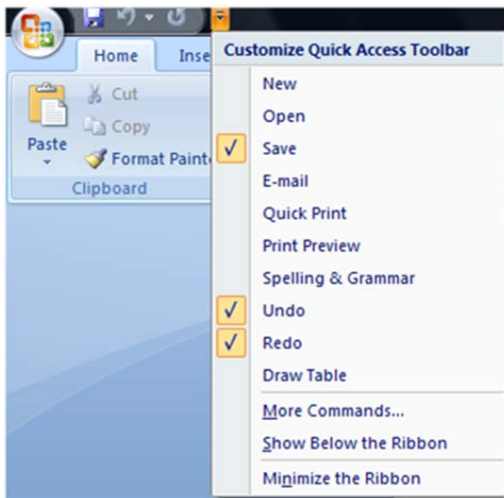 Home Inse
Cut
Copy
Paste
Format Paint
Clipboard
Customize Quick Access Toolbar
New
Open
Save
E-mail
Quick Print
Print Preview
Spelling & Grammar
Undo
Redo
Draw Table
More Commands...
Show Below the Ribbon
Minimize the Ribbon